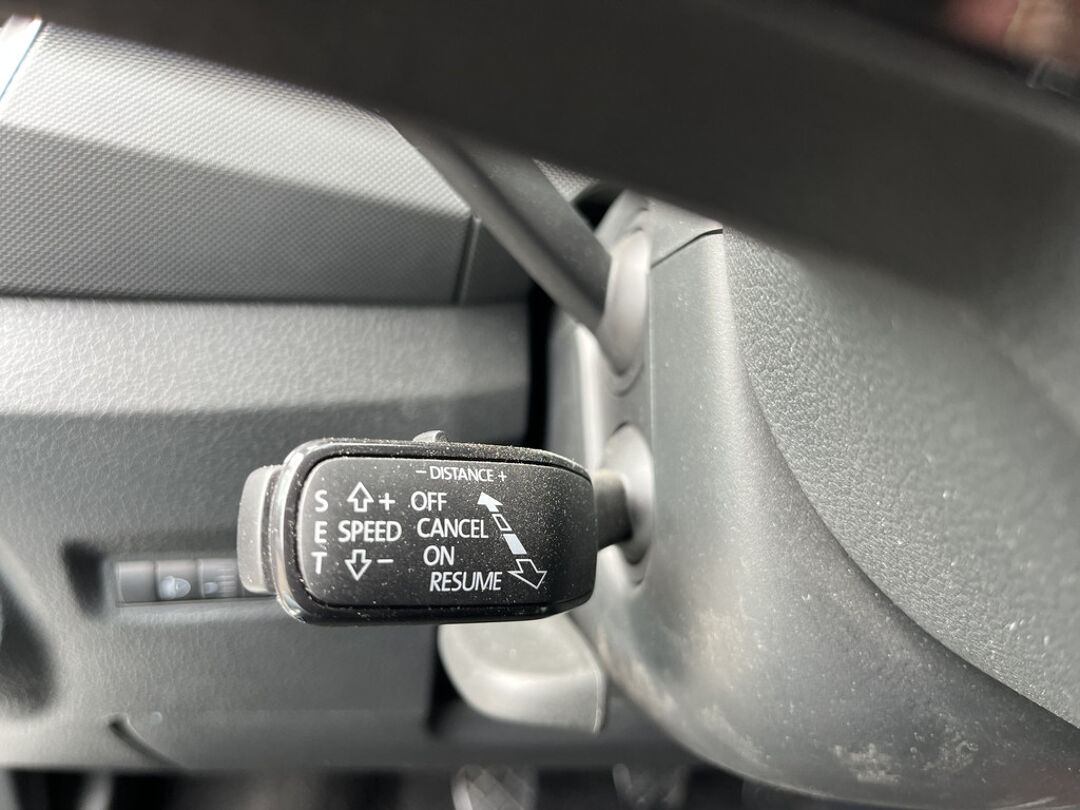 − DISTANCE +
S
E
T
+
SPEED
−
OFF
CANCEL
ON
RESUME